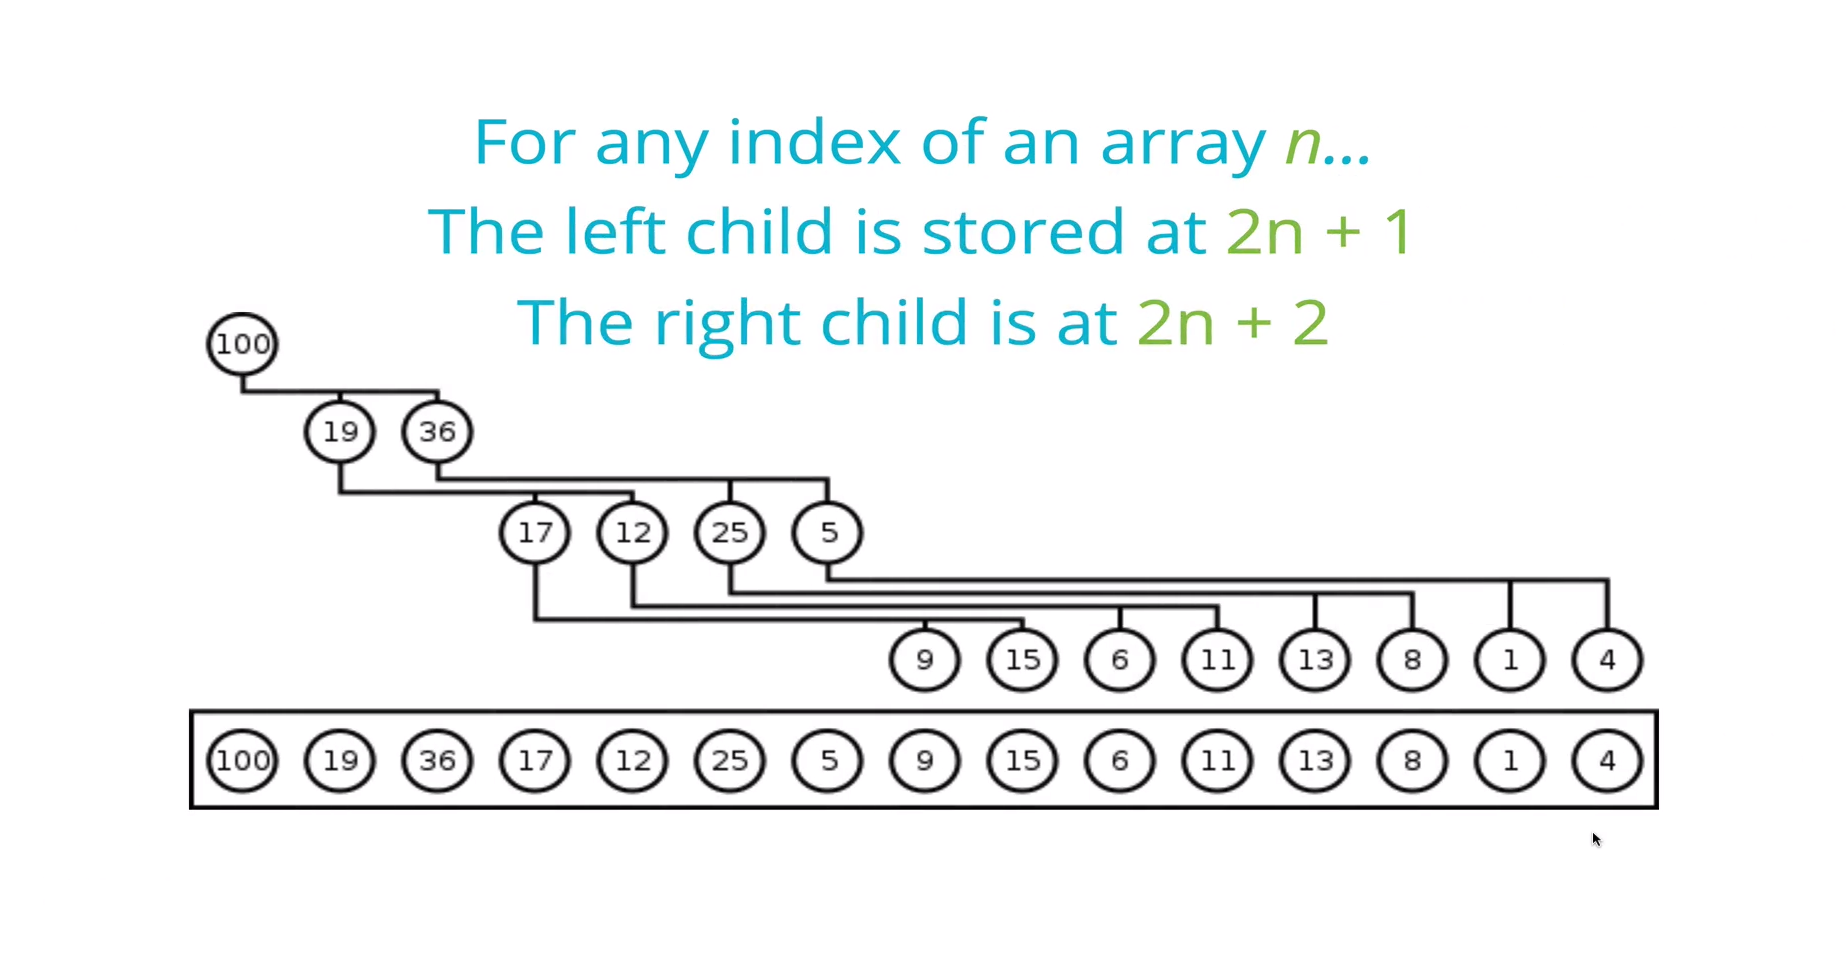 For any index of an array n...
The left child is stored at 2n + 1
The right child is at 2n + 2
100
19 36
17 12 25 5
9 15 6 11 13 8 1 4
100 19 36 17 12 25 5 9 15 6 11 13 8 1 4